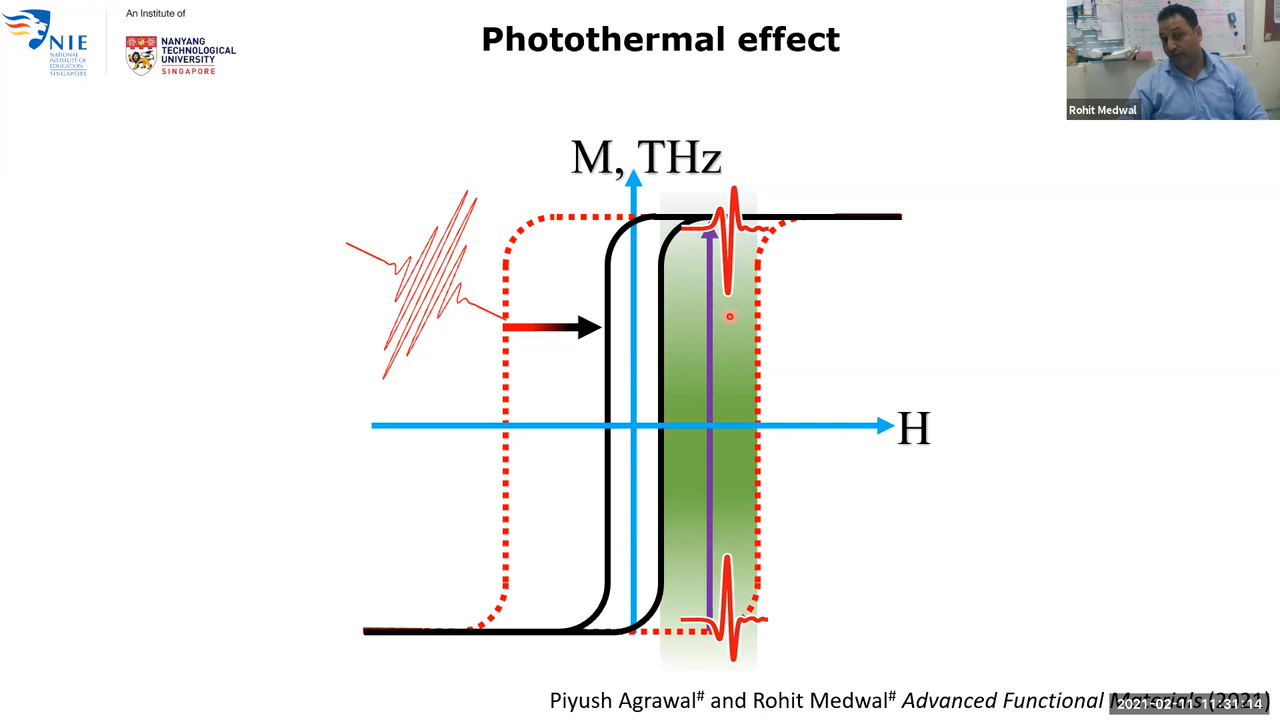 An Institute of
NIE
NATIONAL
INSTITUTE OF
EDUCATION
SINGAPORE
NANYANG
TECHNOLOGICAL
UNIVERSITY
SINGAPORE
Photothermal effect
Rohit Medwal
M, THz
H
Piyush Agrawal# and Rohit Medwal# Advanced Functional Materials (2021)
2021-02-11 11:31:14